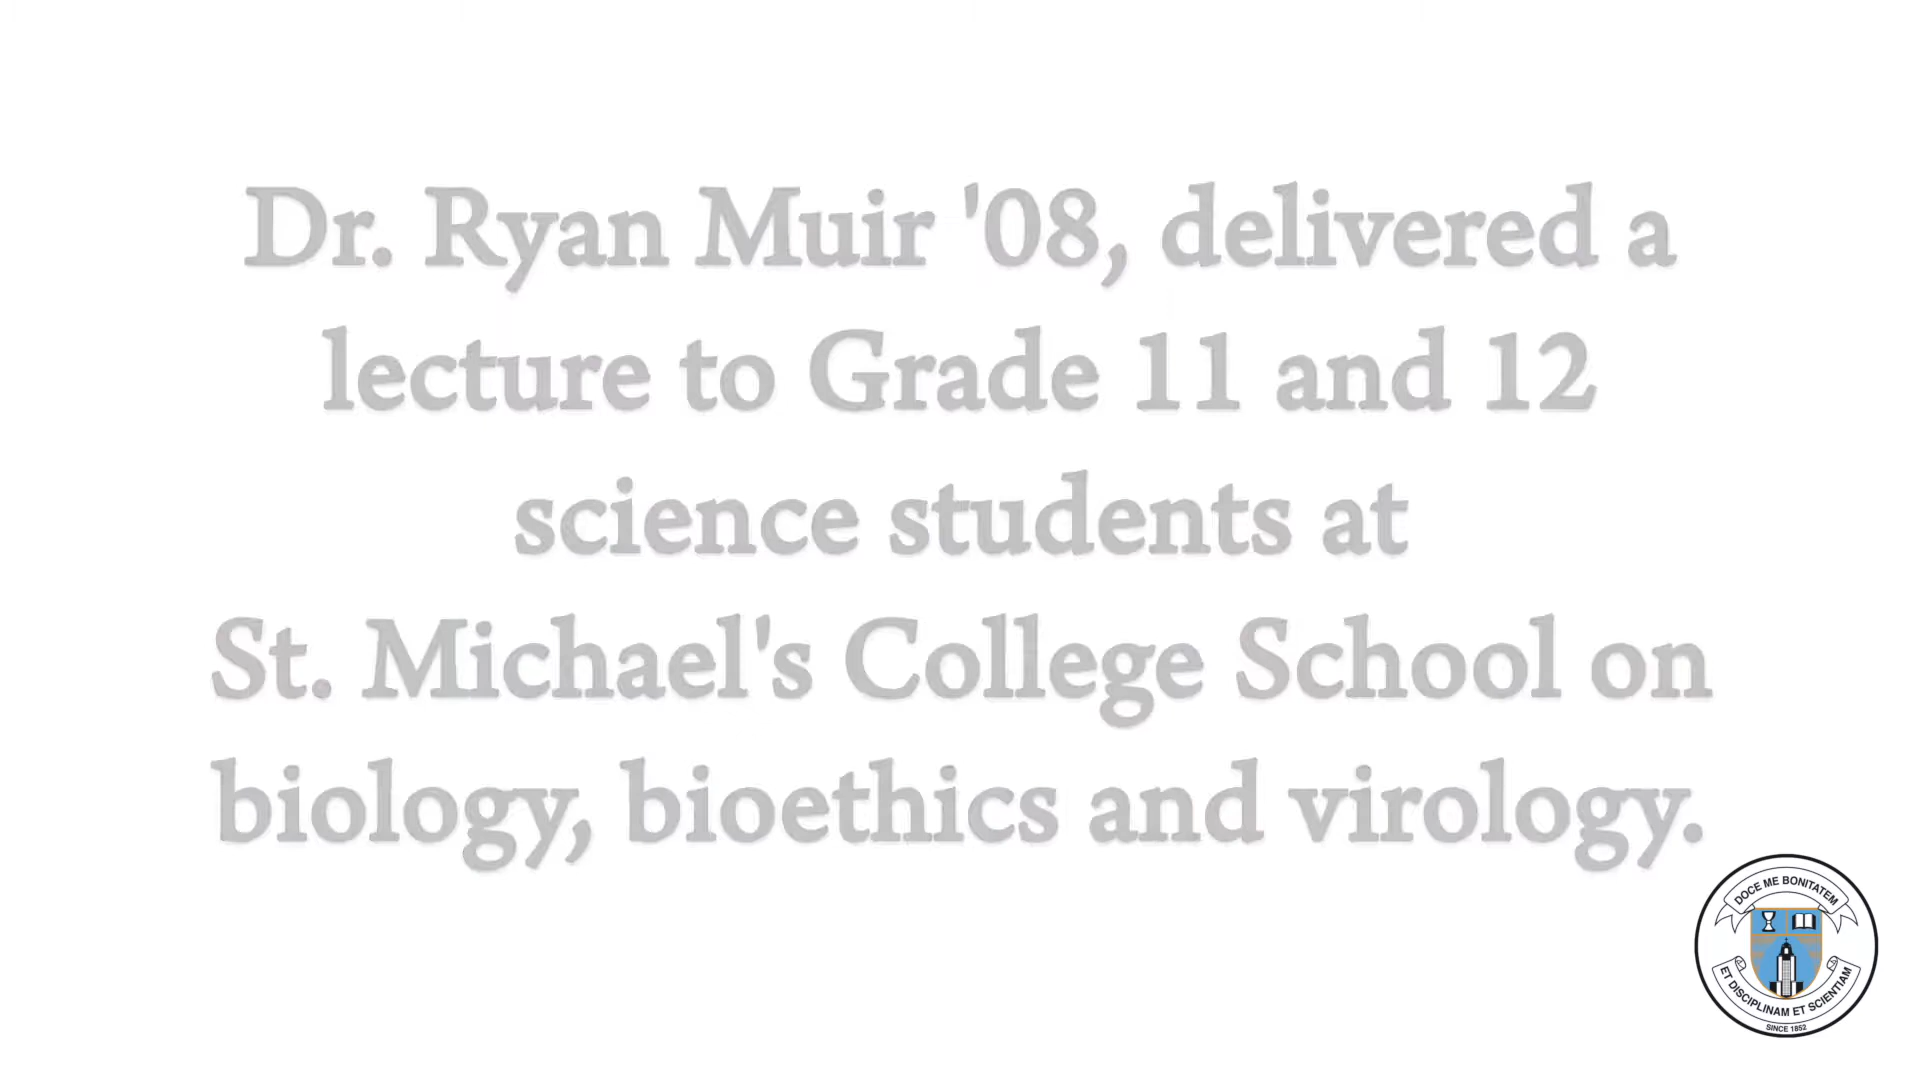 Dr. Ryan Muir '08, delivered a
lecture to Grade 11 and 12
science students at
St. Michael's College School on
biology, bioethics and virology.
DOCE ME BONITATEM
ET DISCIPLINAM ET SCIENTIAM
SINCE 1852